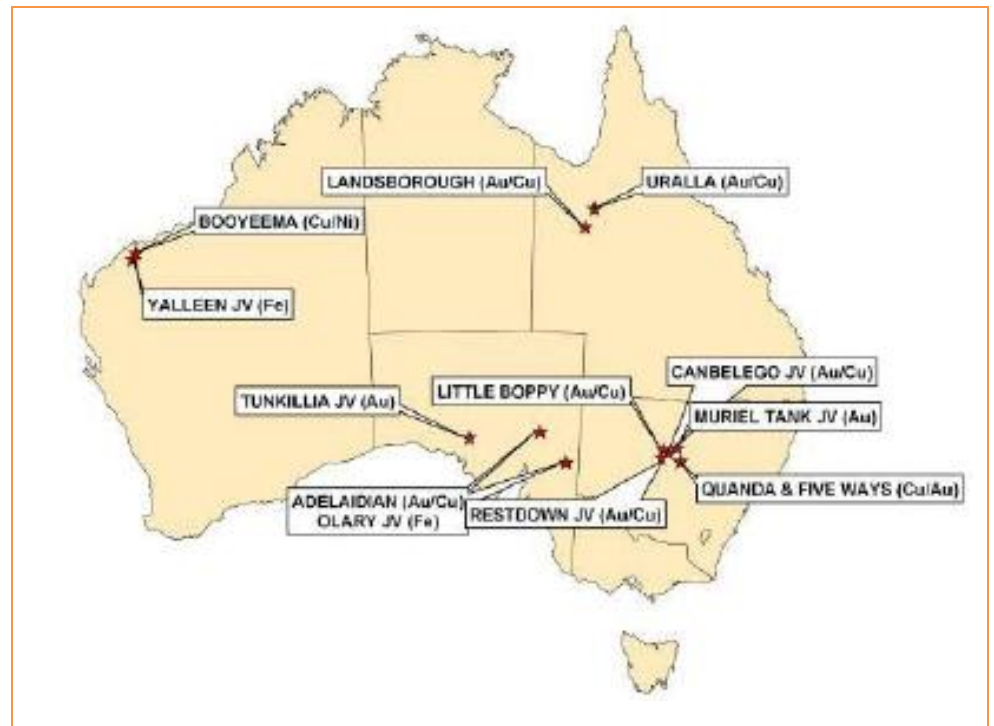 LANDSBOROUGH (Au/Cu)
URALLA (Au/Cu)
BOOYEEMA (Cu/Ni)
YALLEEN JV (Fe)
CANBELEGO JV (Au/Cu)
LITTLE BOPPY (Au/Cu)
TUNKILLIA JV (Au)
MURIEL TANK JV (Au)
QUANDA & FIVE WAYS (Cu/Au)
ADELAIDIAN (Au/Cu)
OLARY JV (Fe)
RESTDOWN JV (Au/Cu)